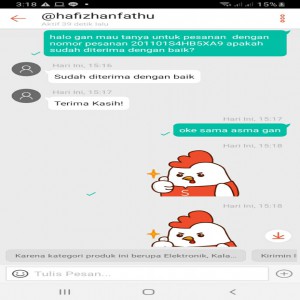 3:18
@hafizhanfathu
Aktif 29 detik lalu
halo gan mau tanya untuk pesanan dengan
nomor pesanan 201101S4HB5XA9 apakah
sudah diterima dengan baik?
Hari Ini, 15:16
Sudah diterima dengan baik
Hari Ini, 15:17
Terima Kasih!
Hari Ini, 15:17
oke sama asma gan
Hari Ini, 15:18
S
Hari Ini, 15:18
Karena kategori produk ini berupa Elektronik, Kala...
Kirimin
Tulis Pesan...